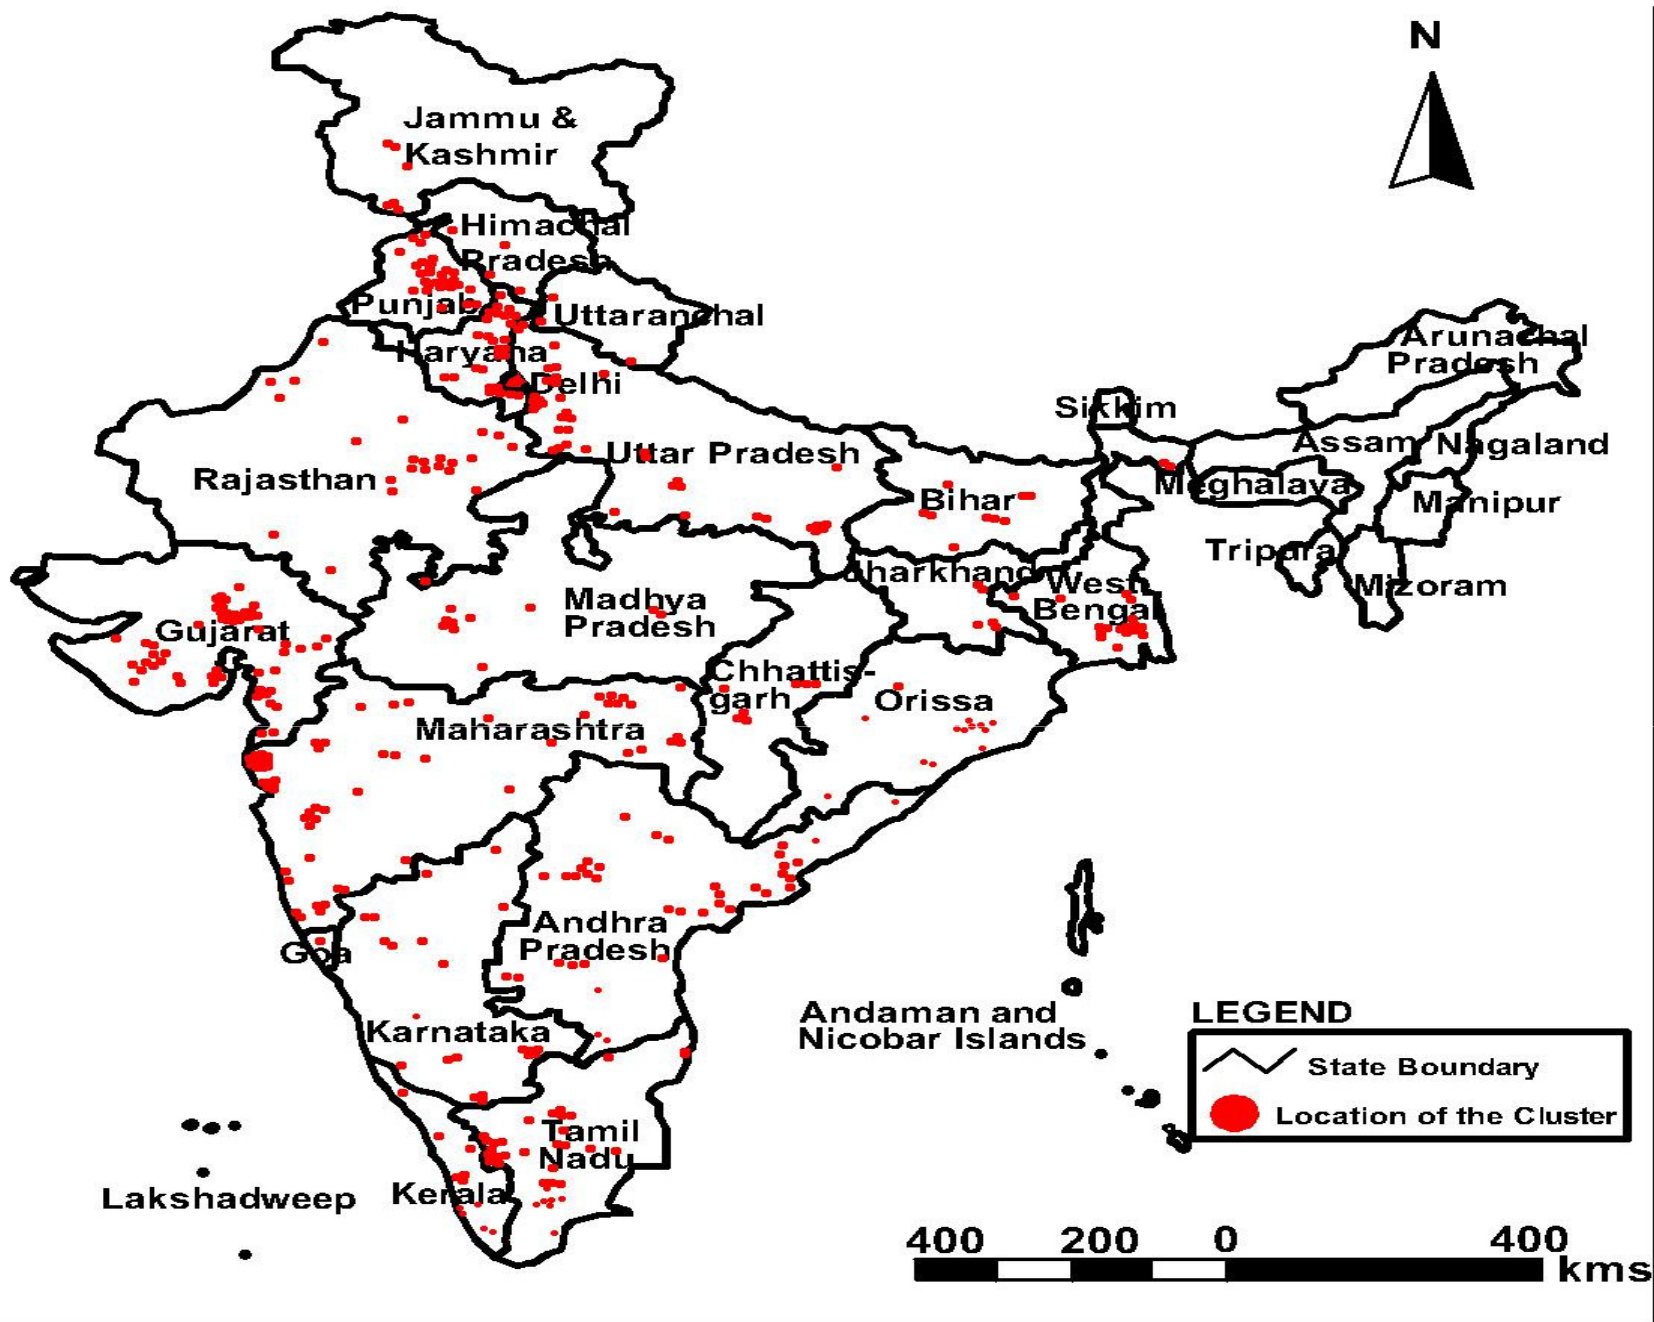 N
Jammu &
Kashmir
Himachal
Pradesh
Punjab
Uttaranchal
Haryana
Delhi
Arunachal
Pradesh
Sikkim
Assam
Nagaland
Uttar Pradesh
Rajasthan
Bihar
Meghalaya
Manipur
Tripura
Mizoram
Jharkhand
West
Bengal
Madhya
Pradesh
Gujarat
Chhattis-
garh
Orissa
Maharashtra
Andhra
Pradesh
Goa
Karnataka
Andaman and
Nicobar Islands
LEGEND
State Boundary
Location of the Cluster
Tamil
Nadu
Kerala
Lakshadweep
400 200 0 400
kms